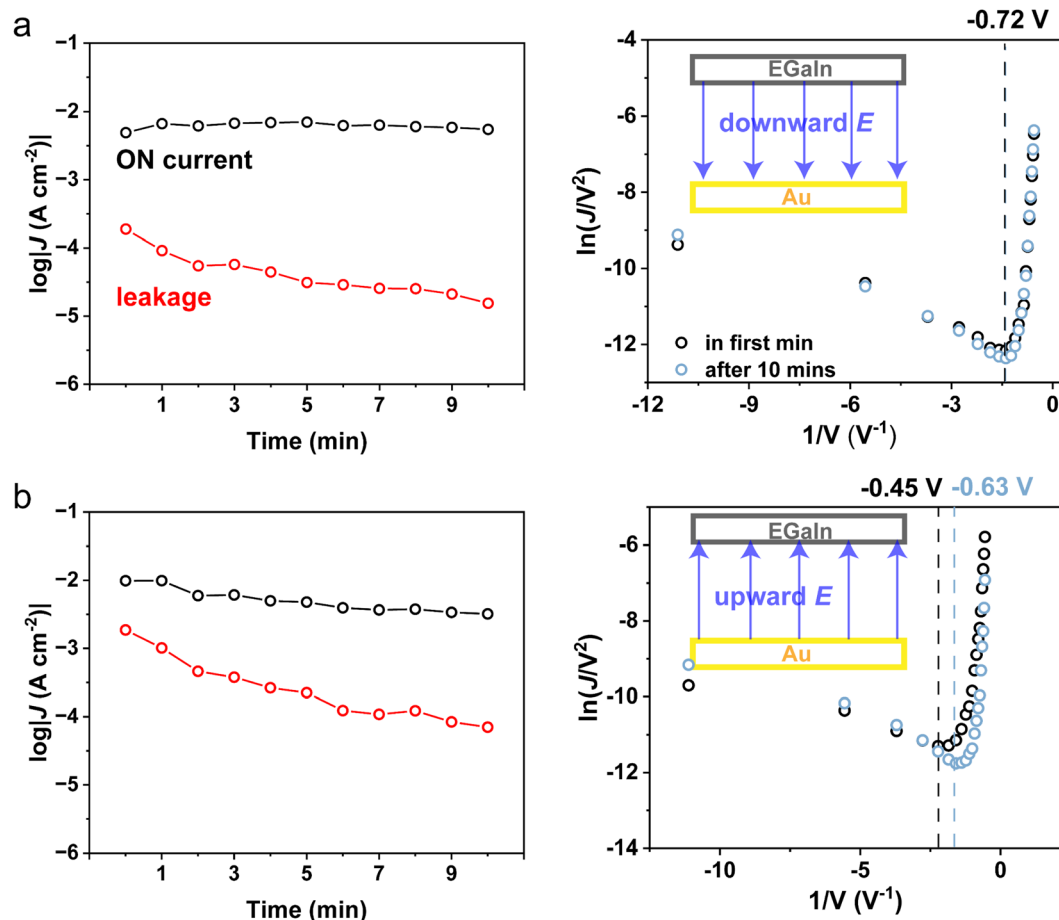 a
−1
−2
−3
−4
−5
−6
log|J (A cm⁻²)|
ON current
leakage
1 3 5 7 9
Time (min)
-0.72 V
-4
-6
-8
-10
-12
ln(J/V²)
EGaIn
downward E
Au
in first min
after 10 mins
-12 -9 -6 -3 0
1/V (V⁻¹)
b
−1
−2
−3
−4
−5
−6
log|J (A cm⁻²)|
1 3 5 7 9
Time (min)
-0.45 V -0.63 V
-6
-8
-10
-12
-14
ln(J/V²)
EGaIn
upward E
Au
-10 -5 0
1/V (V⁻¹)